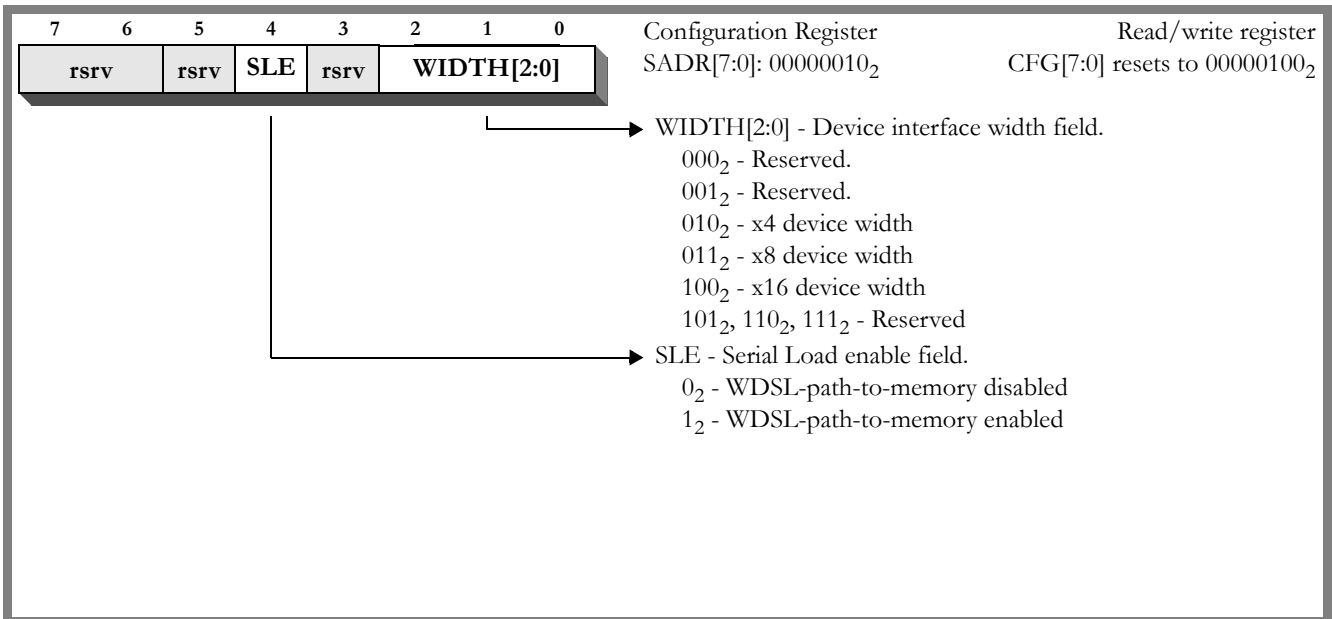 7 6 5 4 3 2 1 0
rsrv rsrv SLE rsrv WIDTH[2:0]
Configuration Register Read/write register
SADR[7:0]: 00000010₂ CFG[7:0] resets to 00000100₂
WIDTH[2:0] - Device interface width field.
000₂ - Reserved.
001₂ - Reserved.
010₂ - x4 device width
011₂ - x8 device width
100₂ - x16 device width
101₂, 110₂, 111₂ - Reserved
SLE - Serial Load enable field.
0₂ - WDSL-path-to-memory disabled
1₂ - WDSL-path-to-memory enabled